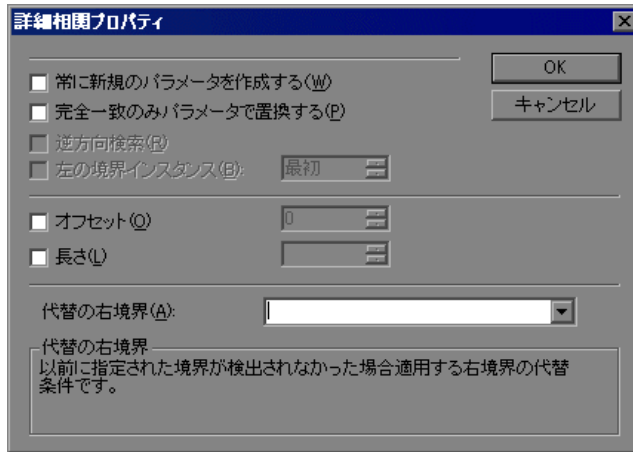 詳細相関プロパティ
常に新規のパラメータを作成する(W)
OK
完全一致のみパラメータで置換する(P)
キャンセル
逆方向検索(R)
左の境界インスタンス(B): 最初
オフセット(O) 0
長さ(L)
代替の右境界(A):
代替の右境界
以前に指定された境界が検出されなかった場合適用する右境界の代替
条件です。